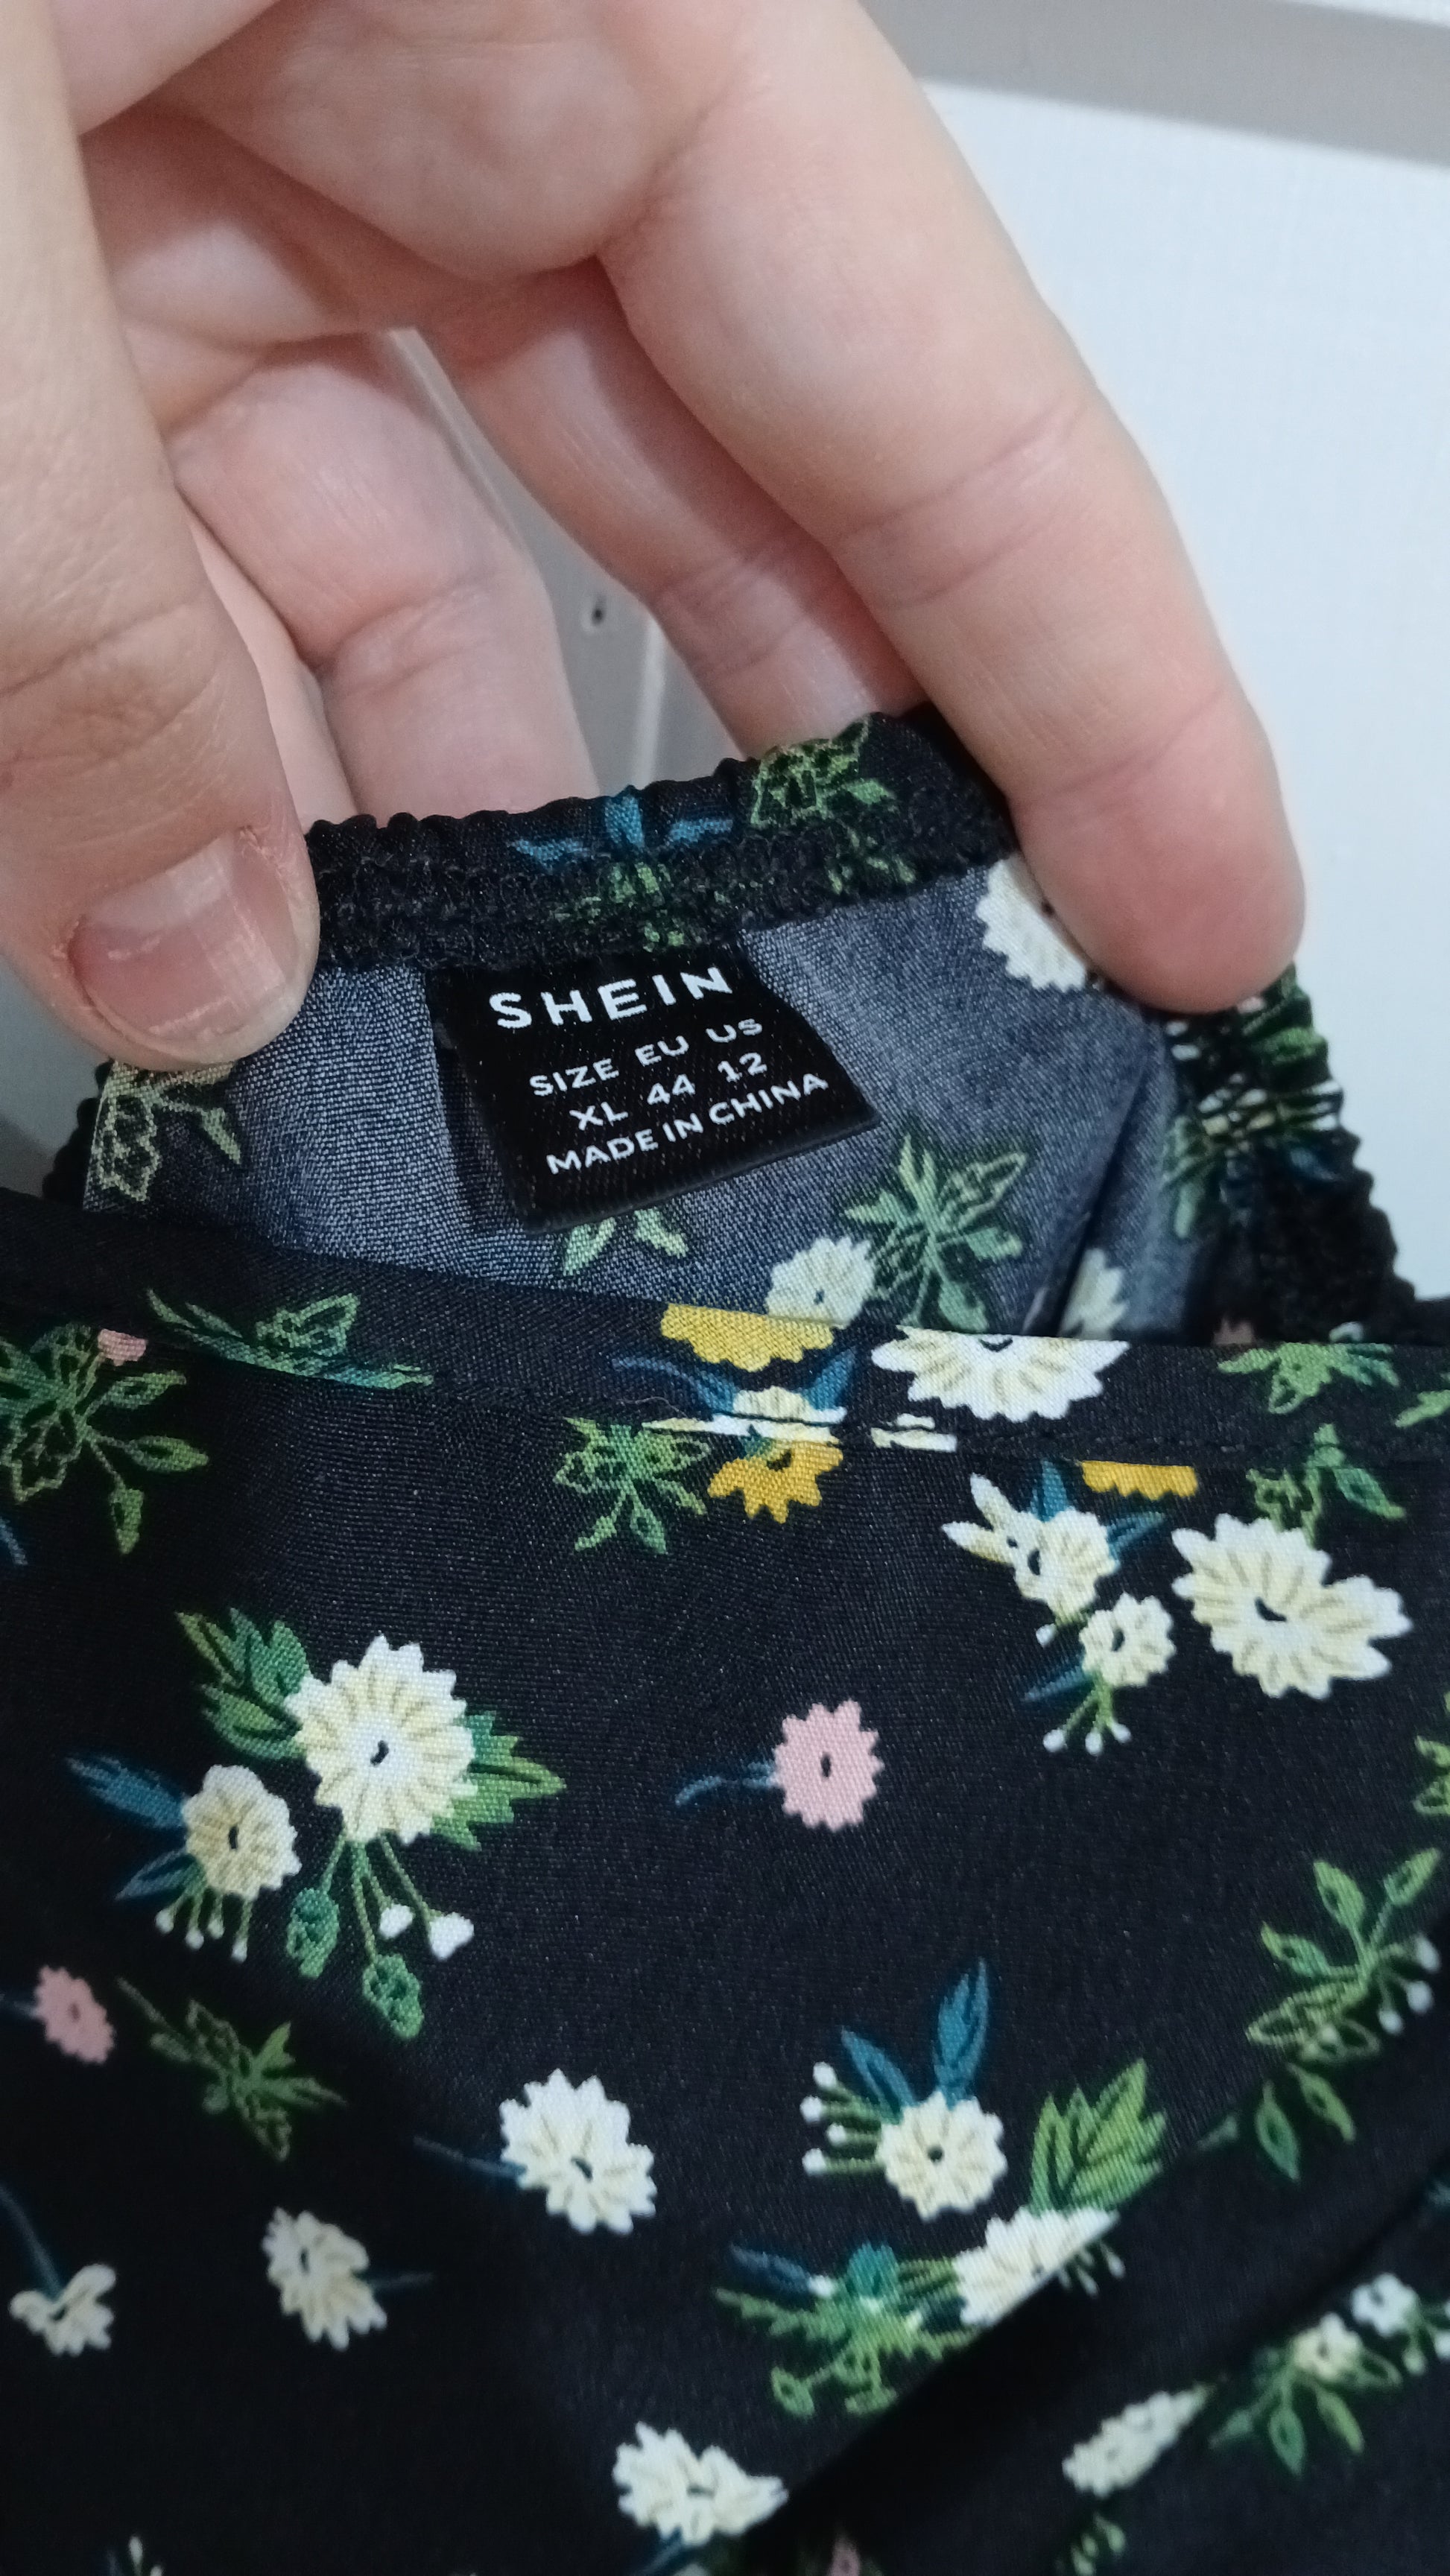 SHEIN
SIZE EU US
XL 44 12
MADE IN CHINA